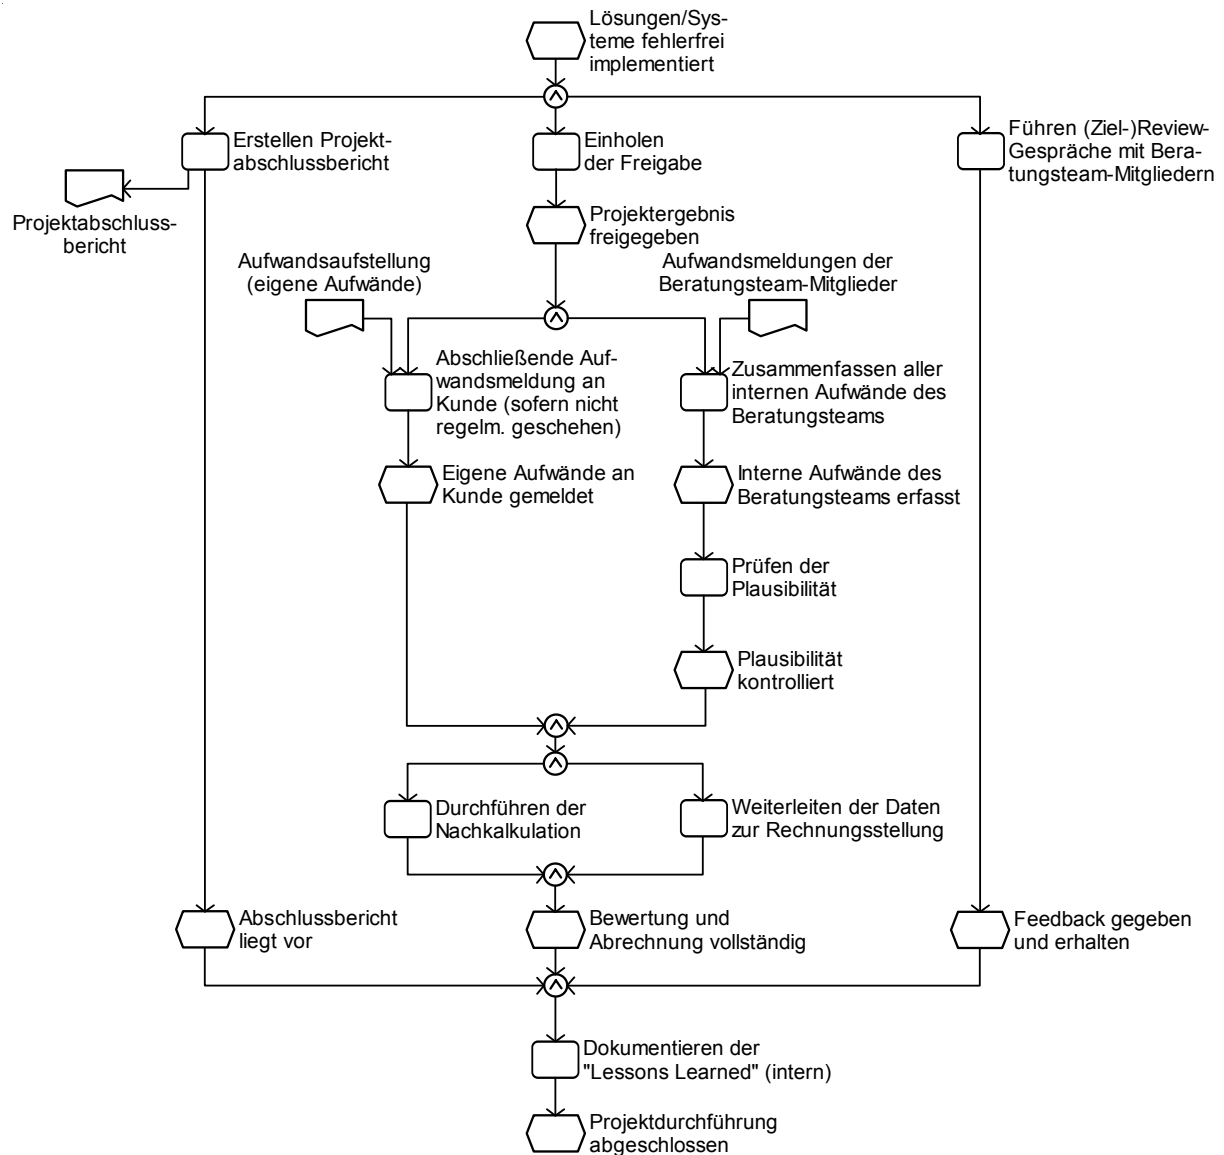 Lösungen/Sys-
teme fehlerfrei
implementiert
Erstellen Projekt-
abschlussbericht
Einholen
der Freigabe
Führen (Ziel-)Review-
Gespräche mit Bera-
tungsteam-Mitgliedern
Projektabschluss-
bericht
Projektergebnis
freigegeben
Aufwandsaufstellung
(eigene Aufwände)
Aufwandsmeldungen der
Beratungsteam-Mitglieder
Abschließende Auf-
wandsmeldung an
Kunde (sofern nicht
regelm. geschehen)
Zusammenfassen aller
internen Aufwände des
Beratungsteams
Eigene Aufwände an
Kunde gemeldet
Interne Aufwände des
Beratungsteams erfasst
Prüfen der
Plausibilität
Plausibilität
kontrolliert
Durchführen der
Nachkalkulation
Weiterleiten der Daten
zur Rechnungsstellung
Abschlussbericht
liegt vor
Bewertung und
Abrechnung vollständig
Feedback gegeben
und erhalten
Dokumentieren der
"Lessons Learned" (intern)
Projektdurchführung
abgeschlossen